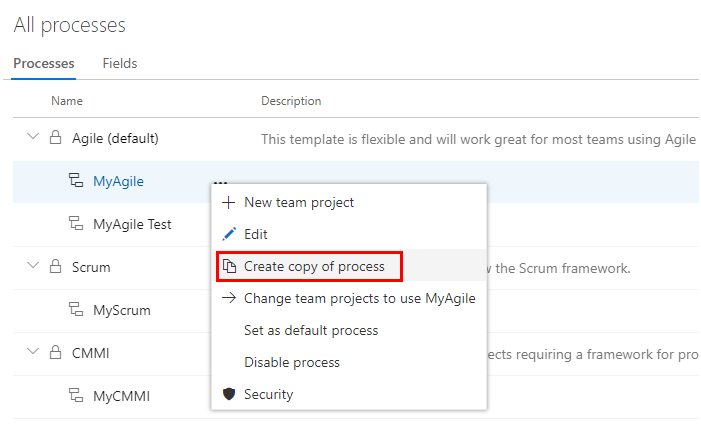 All processes
Processes Fields
Name Description
Agile (default) This template is flexible and will work great for most teams using Agile
MyAgile ...
New team project
MyAgile Test
Edit
Scrum Create copy of process w the Scrum framework.
Change team projects to use MyAgile
MyScrum
Set as default process
CMMI Disable process ects requiring a framework for pro
MyCMMI Security